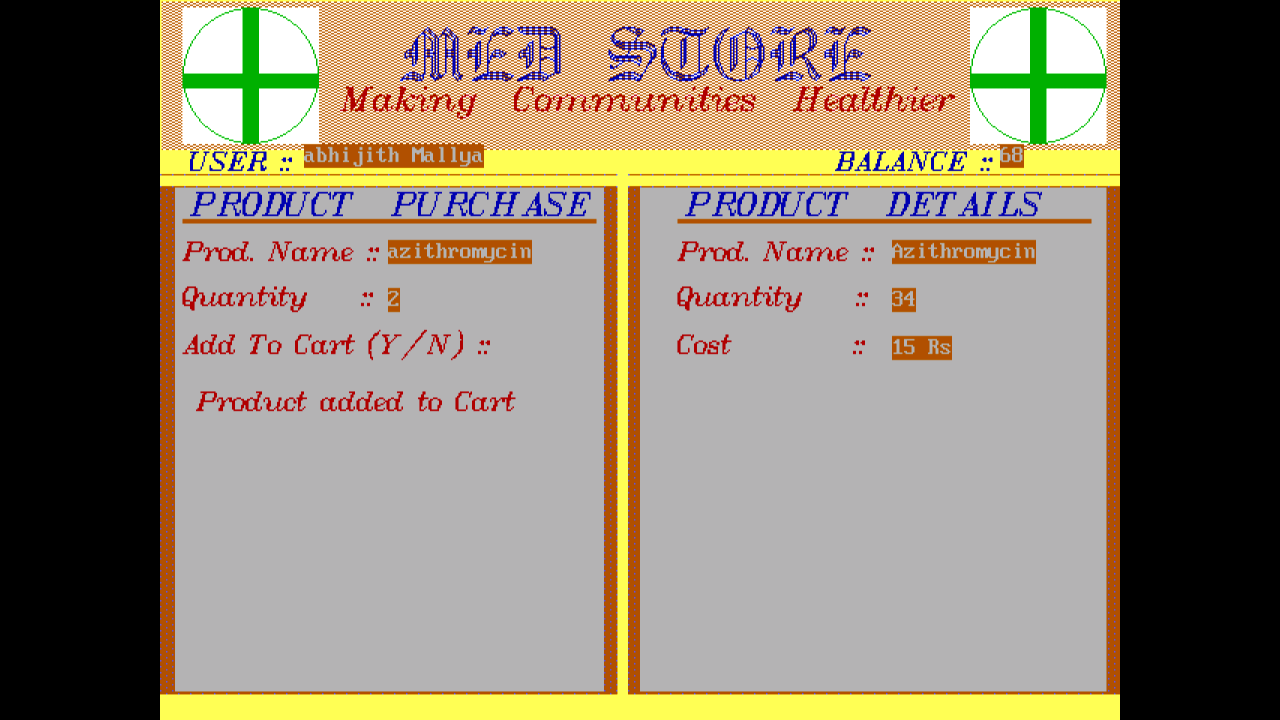 MED STORE
Making Communities Healthier
USER :: abhijith Mallya
BALANCE :: 68
PRODUCT PURCHASE
Prod. Name :: azithromycin
Quantity :: 2
Add To Cart (Y/N) ::
Product added to Cart
PRODUCT DETAILS
Prod. Name :: Azithromycin
Quantity :: 34
Cost :: 15 Rs